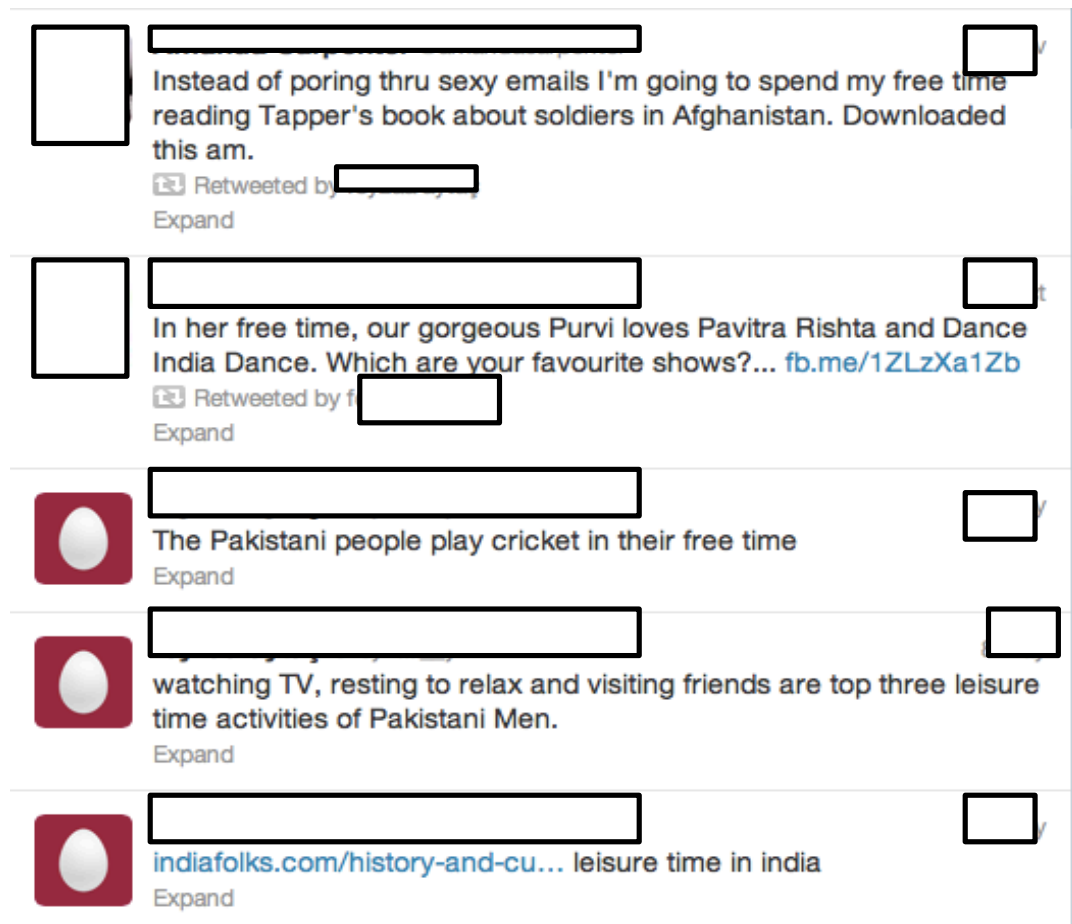 Instead of poring thru sexy emails I'm going to spend my free time
reading Tapper's book about soldiers in Afghanistan. Downloaded
this am.
Retweeted by
Expand
In her free time, our gorgeous Purvi loves Pavitra Rishta and Dance
India Dance. Which are your favourite shows?... fb.me/1ZLzXa1Zb
Retweeted by
Expand
The Pakistani people play cricket in their free time
Expand
watching TV, resting to relax and visiting friends are top three leisure
time activities of Pakistani Men.
Expand
indiafolks.com/history-and-cu... leisure time in india
Expand